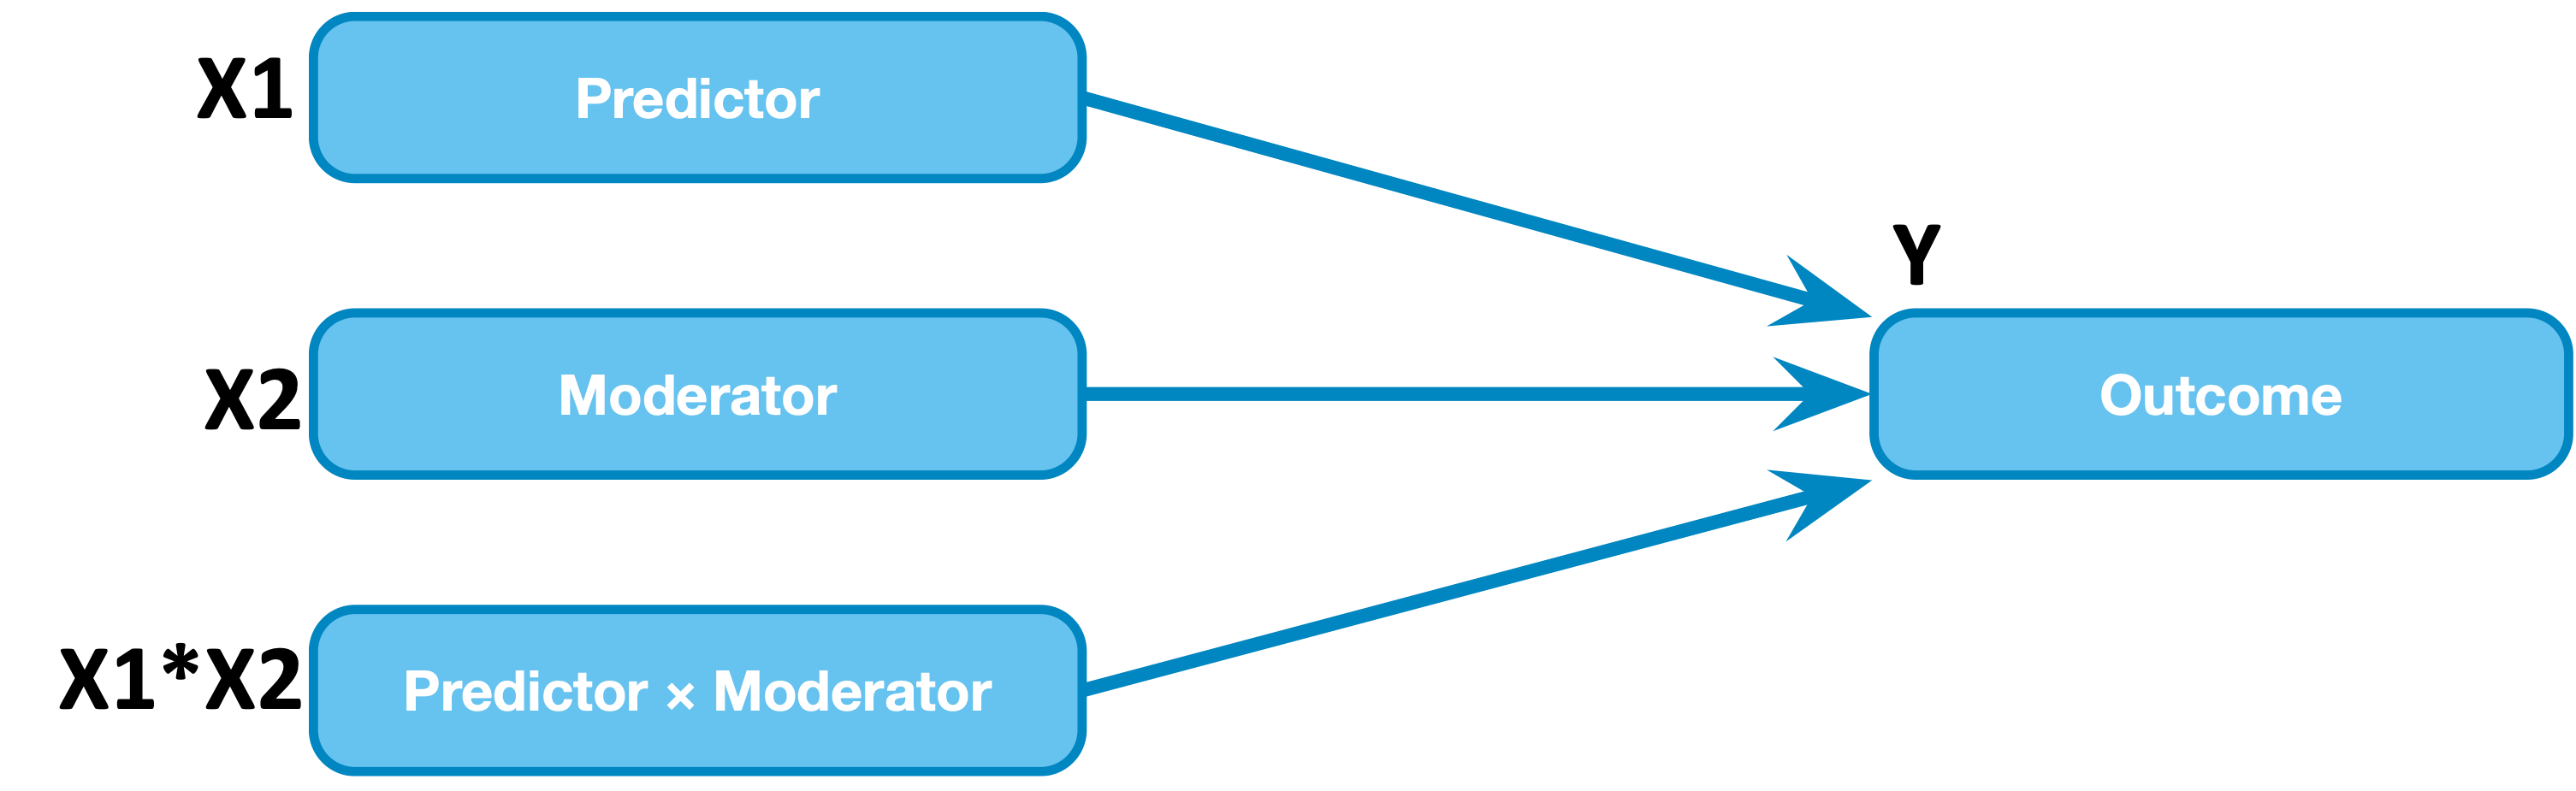 X1
Predictor
Y
X2
Moderator
Outcome
X1*X2
Predictor × Moderator